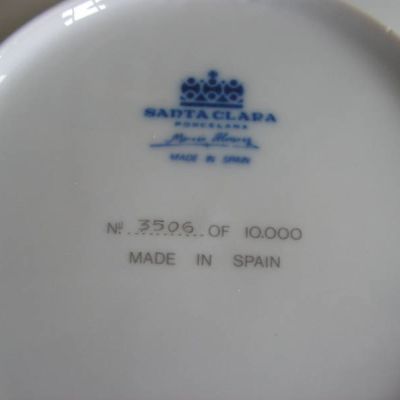 SANTA CLARA
PORCELANA
MADE IN SPAIN
Nº 3506 OF 10.000
MADE IN SPAIN